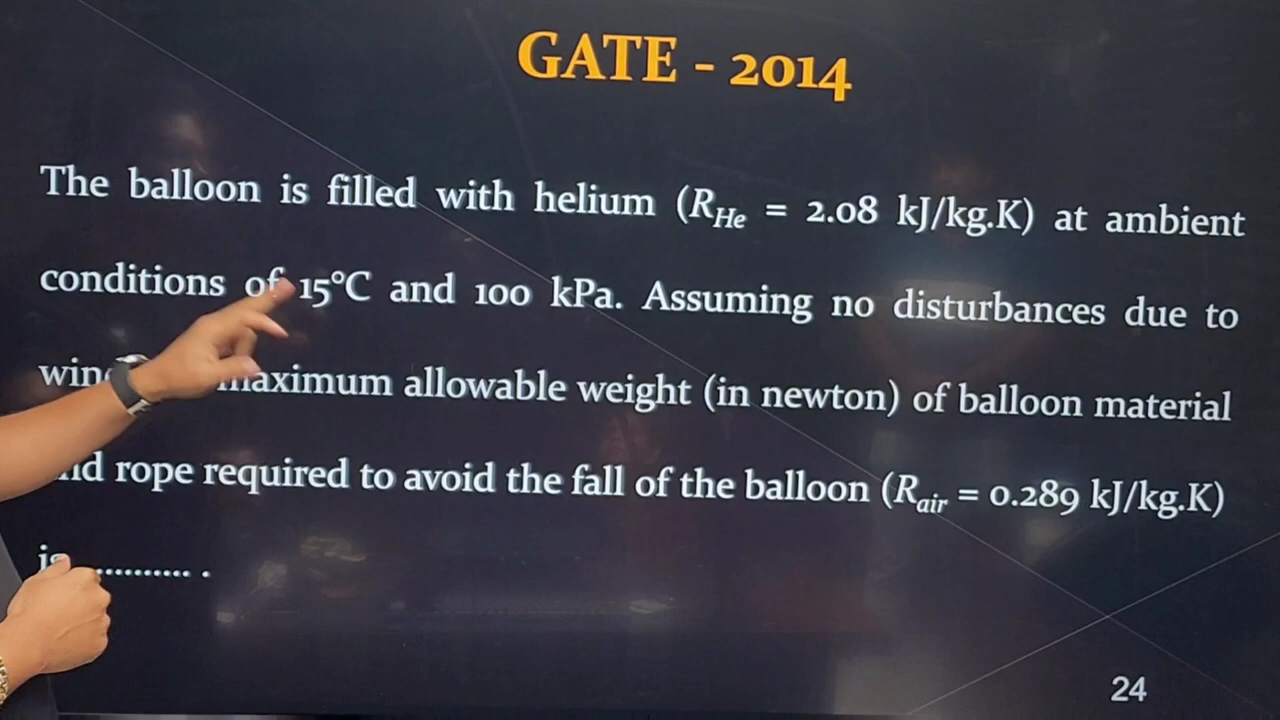 GATE - 2014
The balloon is filled with helium (R_He = 2.08 kJ/kg.K) at ambient
conditions of 15°C and 100 kPa. Assuming no disturbances due to
maximum allowable weight (in newton) of balloon material
rope required to avoid the fall of the balloon (R_air = 0.289 kJ/kg.K)
is ........... .
24